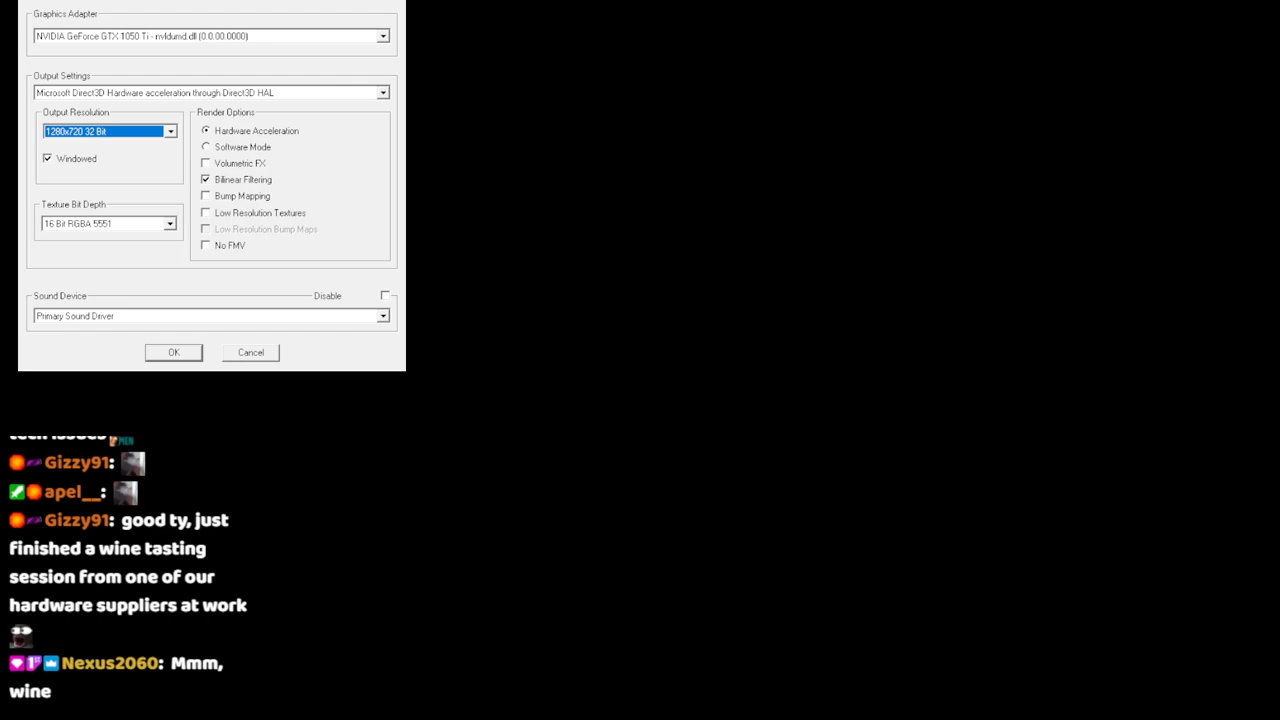 Graphics Adapter
NVIDIA GeForce GTX 1050 Ti - nvldumd.dll (0.0.00.0000)
Output Settings
Microsoft Direct3D Hardware acceleration through Direct3D HAL
Output Resolution
1280x720 32 Bit
Windowed
Texture Bit Depth
16 Bit RGBA 5551
Render Options
Hardware Acceleration
Software Mode
Volumetric FX
Bilinear Filtering
Bump Mapping
Low Resolution Textures
Low Resolution Bump Maps
No FMV
Sound Device
Disable
Primary Sound Driver
OK
Cancel
tech issues
Gizzy91:
apel__:
Gizzy91: good ty, just
finished a wine tasting
session from one of our
hardware suppliers at work
Nexus2060: Mmm,
wine